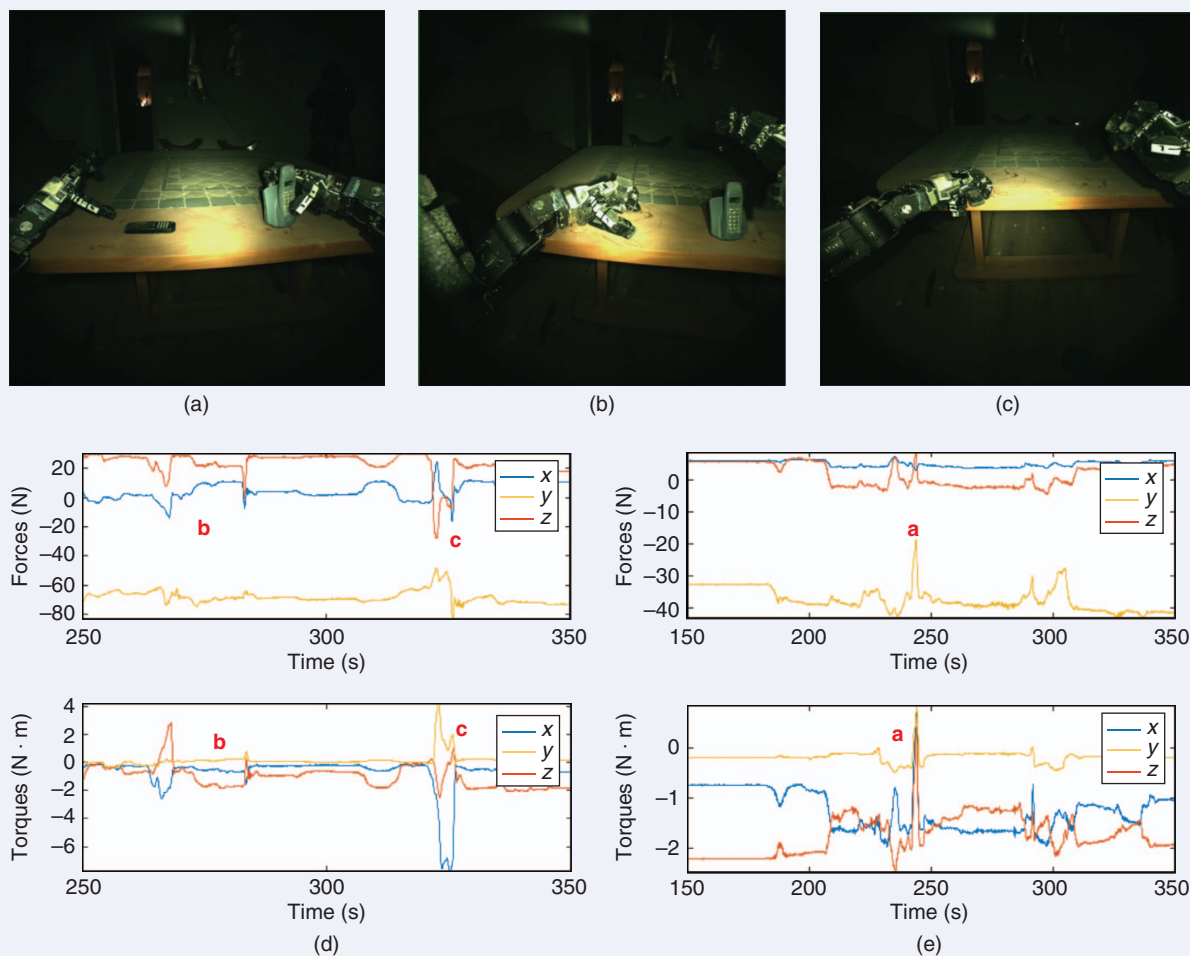 (a)
(b)
(c)
Forces (N)
20
0
–20
–40
–60
–80
b
c
x
y
z
250
300
350
Time (s)
Torques (N · m)
4
2
0
–2
–4
–6
b
c
x
y
z
250
300
350
Time (s)
(d)
Forces (N)
0
–10
–20
–30
–40
a
x
y
z
150
200
250
300
350
Time (s)
Torques (N · m)
0
–1
–2
a
x
y
z
150
200
250
300
350
Time (s)
(e)